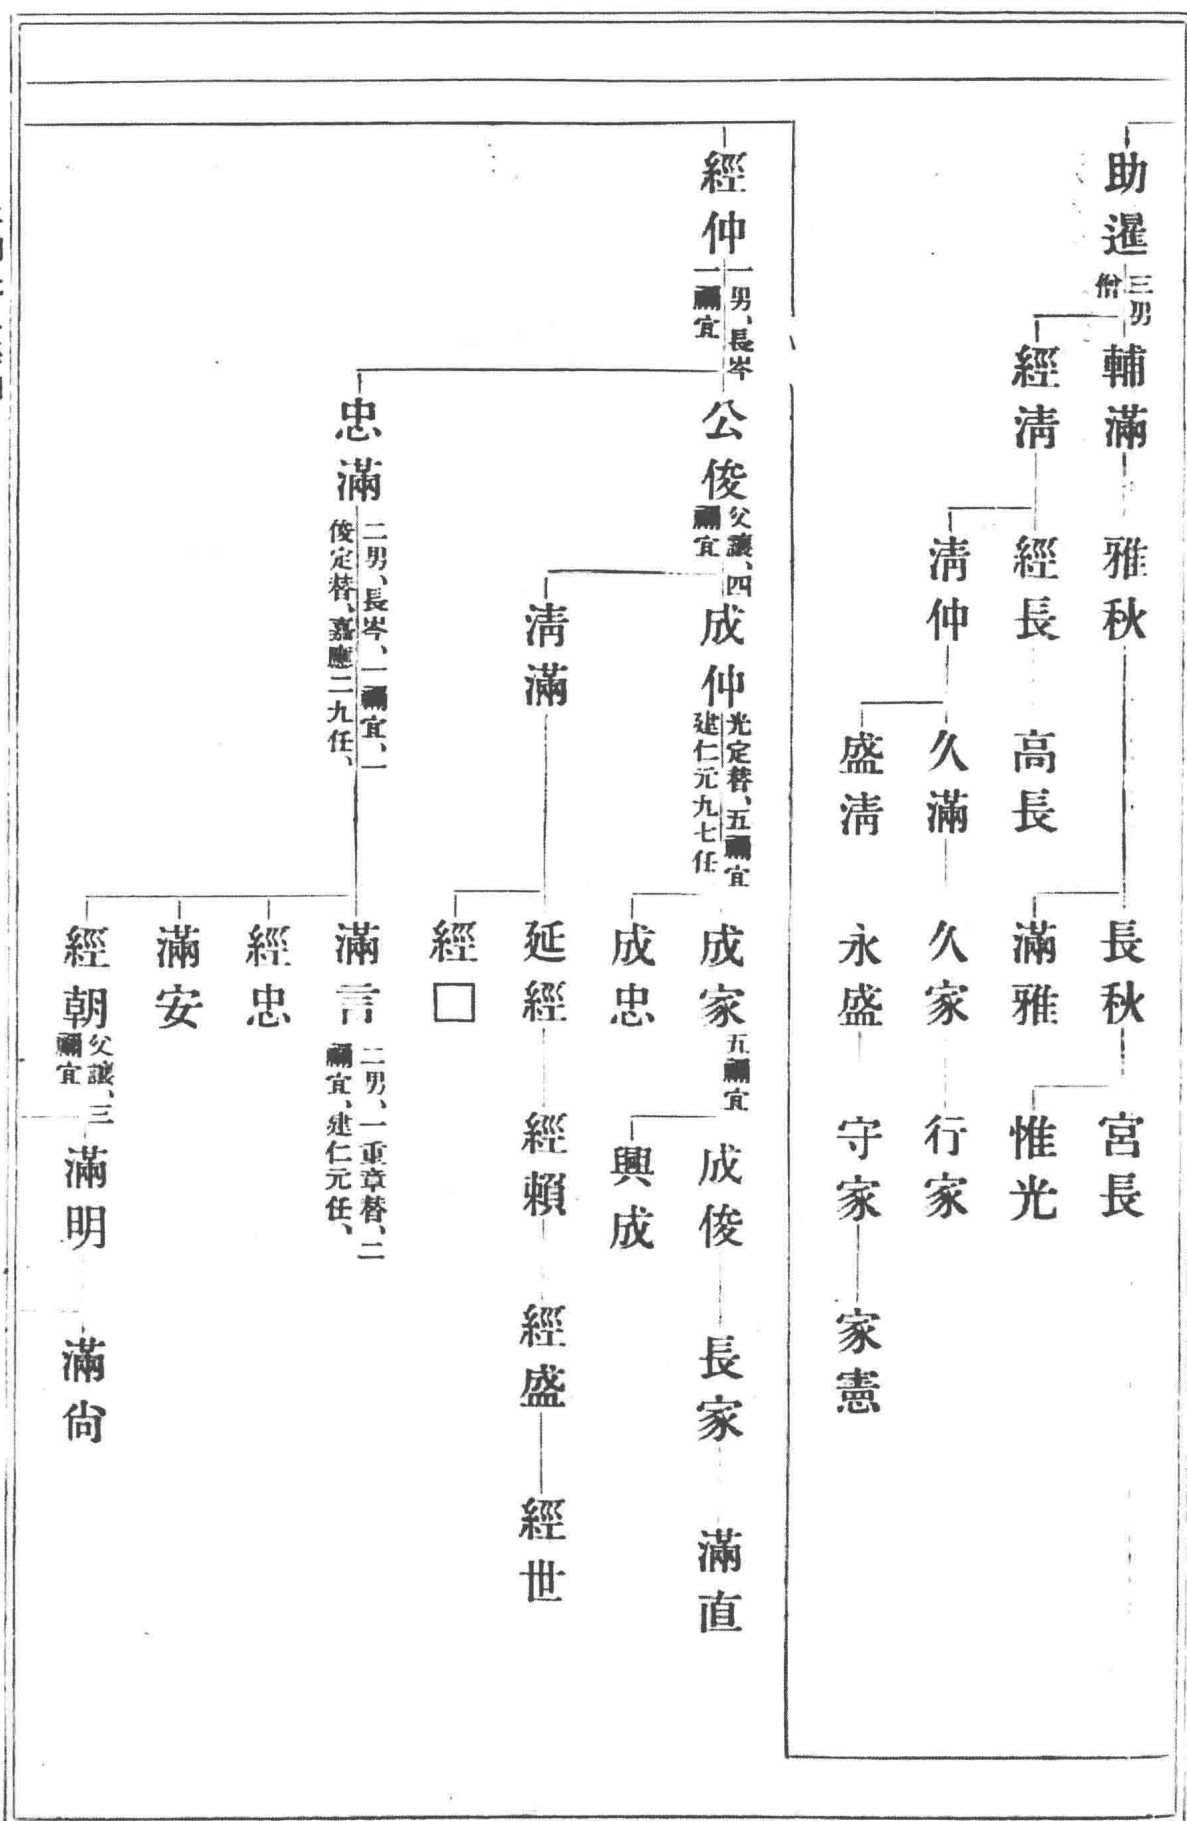 助暹
三男
僧
輔滿
雅秋
長秋
宮長
惟光
滿雅
經淸
經長
高長
淸仲
久滿
久家
行家
盛淸
永盛
守家
家憲
經仲
一男、長岑
一禰宜
公俊
父讓、四
禰宜
成仲
光定替、五禰宜
建仁元九七任
成家
五禰宜
成俊
長家
滿直
興成
成忠
淸滿
延經
經賴
經盛
經世
經□
忠滿
二男、長岑、一禰宜、一
俊定替、嘉應二九任、
滿言
二男、一重章替、二
禰宜、建仁元任、
經忠
滿安
經朝
父讓、三
禰宜
滿明
滿尙